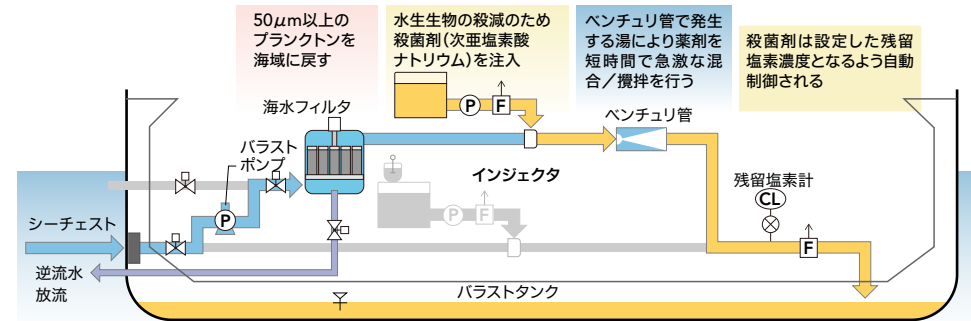 50μm以上の
プランクトンを
海域に戻す
水生生物の殺減のため
殺菌剤(次亜塩素酸
ナトリウム)を注入
ベンチュリ管で発生
する湯により薬剤を
短時間で急激な混
合／攪拌を行う
殺菌剤は設定した残留
塩素濃度となるよう自動
制御される
海水フィルタ
P
F
ベンチュリ管
バラスト
ポンプ
P
インジェクタ
P
F
残留塩素計
CL
F
シーチェスト
逆流水
放流
バラストタンク